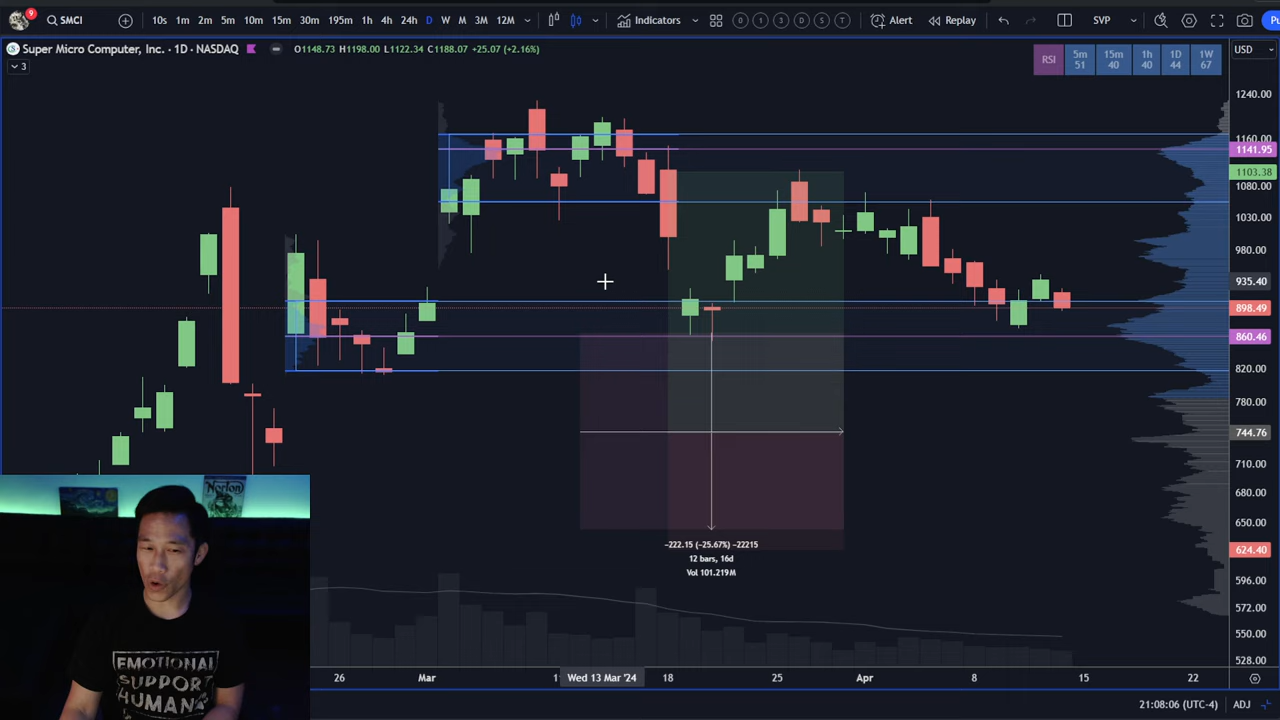 9
SMCI
10s 1m 2m 5m 10m 15m 30m 195m 1h 4h 24h D W M 3M 12M
Indicators
D 1 3 D S T
Alert
Replay
SVP
Super Micro Computer, Inc. · 1D · NASDAQ
O1148.73 H1198.00 L1122.34 C1188.07 +25.07 (+2.16%)
USD
3
RSI
5m
51
15m
40
1h
40
1D
44
1W
67
1240.00
1160.00
1141.95
1103.38
1080.00
1030.00
980.00
935.40
898.49
860.46
820.00
780.00
744.76
710.00
680.00
650.00
624.40
596.00
572.00
550.00
528.00
−222.15 (−25.67%) −22215
12 bars, 16d
Vol 101.219M
Norton
EMOTIONAL
SUPPORT
HUMAN
26
Mar
Wed 13 Mar '24
18
25
Apr
8
15
22
21:08:06 (UTC-4)
ADJ